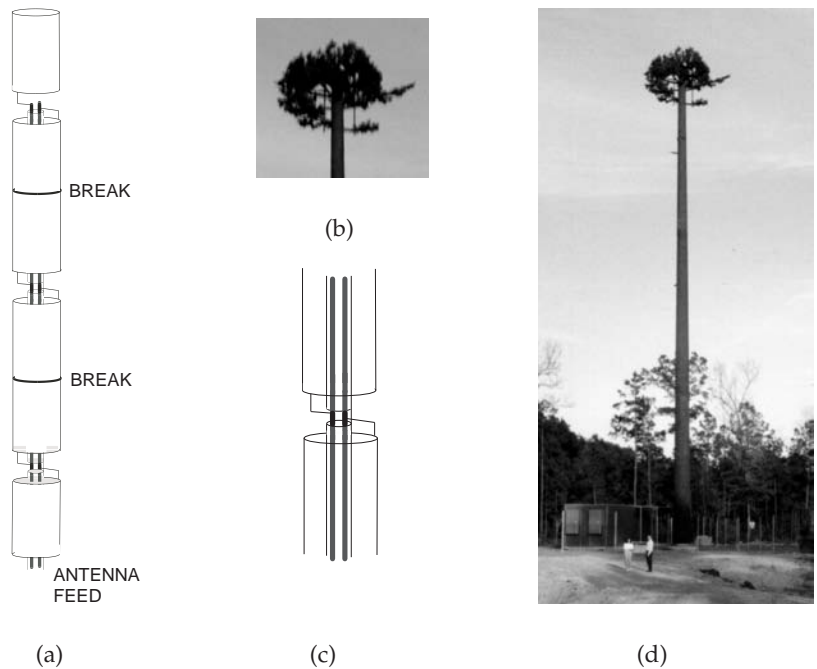 BREAK
BREAK
ANTENNA
FEED
(a)
(b)
(c)
(d)